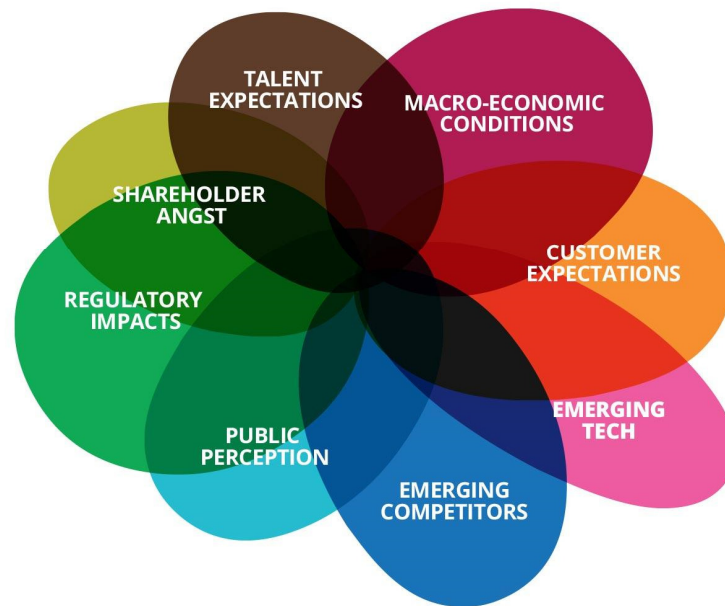 TALENT
EXPECTATIONS
MACRO-ECONOMIC
CONDITIONS
SHAREHOLDER
ANGST
CUSTOMER
EXPECTATIONS
REGULATORY
IMPACTS
EMERGING
TECH
PUBLIC
PERCEPTION
EMERGING
COMPETITORS